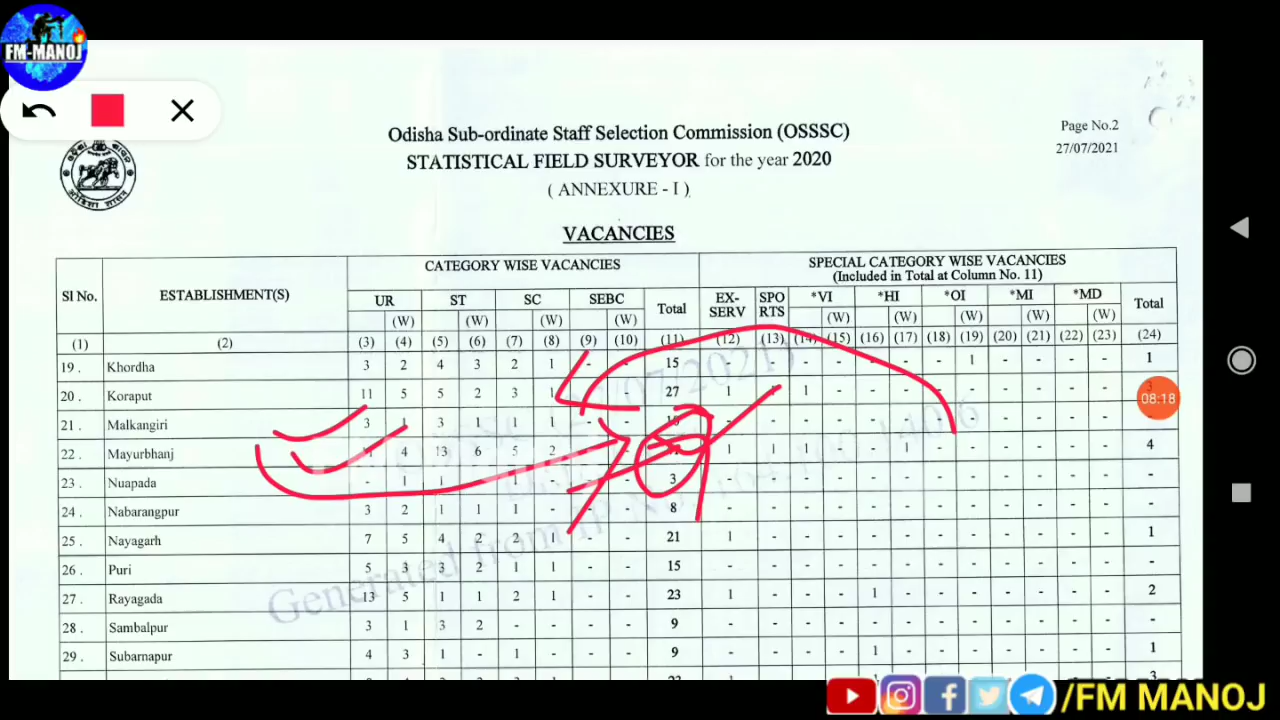 FM-MANOJ
Odisha Sub-ordinate Staff Selection Commission (OSSSC)
Page No.2
STATISTICAL FIELD SURVEYOR for the year 2020
27/07/2021
( ANNEXURE - I )
VACANCIES
Sl No. ESTABLISHMENT(S) CATEGORY WISE VACANCIES SPECIAL CATEGORY WISE VACANCIES
(Included in Total at Column No. 11)
UR ST SC SEBC Total EX-SERV SPORTS *VI *HI *OI *MI *MD Total
(W) (W) (W) (W) (W) (W) (W) (W) (W)
(1) (2) (3) (4) (5) (6) (7) (8) (9) (10) (11) (12) (13) (14) (15) (16) (17) (18) (19) (20) (21) (22) (23) (24)
19 . Khordha 3 2 4 3 2 1 - - 15 - - - - - - - 1 - - - - 1
20 . Koraput 11 5 5 2 3 1 - 27 1 - 1 - - - - - - - - -
08:18
21 . Malkangiri 3 1 3 1 - - - - - - - - - - - - - - -
22 . Mayurbhanj 4 13 6 5 2 1 1 1 - - 1 - - - - - - 4
23 . Nuapada - 1 1 - 1 - - - 3 - - - - - - - - - - - - -
24 . Nabarangpur 3 2 1 1 1 - - - 8 - - - - - - - - - - - - -
25 . Nayagarh 7 5 4 2 2 1 - - 21 1 - - - - - - - - - - - 1
26 . Puri 5 3 3 2 1 1 - - 15 - - - - - - - - - - - - -
27 . Rayagada 13 5 1 1 2 1 - - 23 1 - - - 1 - - - - - - - 2
28 . Sambalpur 3 1 3 2 - - - - 9 - - - - - - - - - - - - -
29 . Subarnapur 4 3 1 - 1 - - - 9 - - - - 1 - - - - - - - 1
Generated from IP No
/FM MANOJ